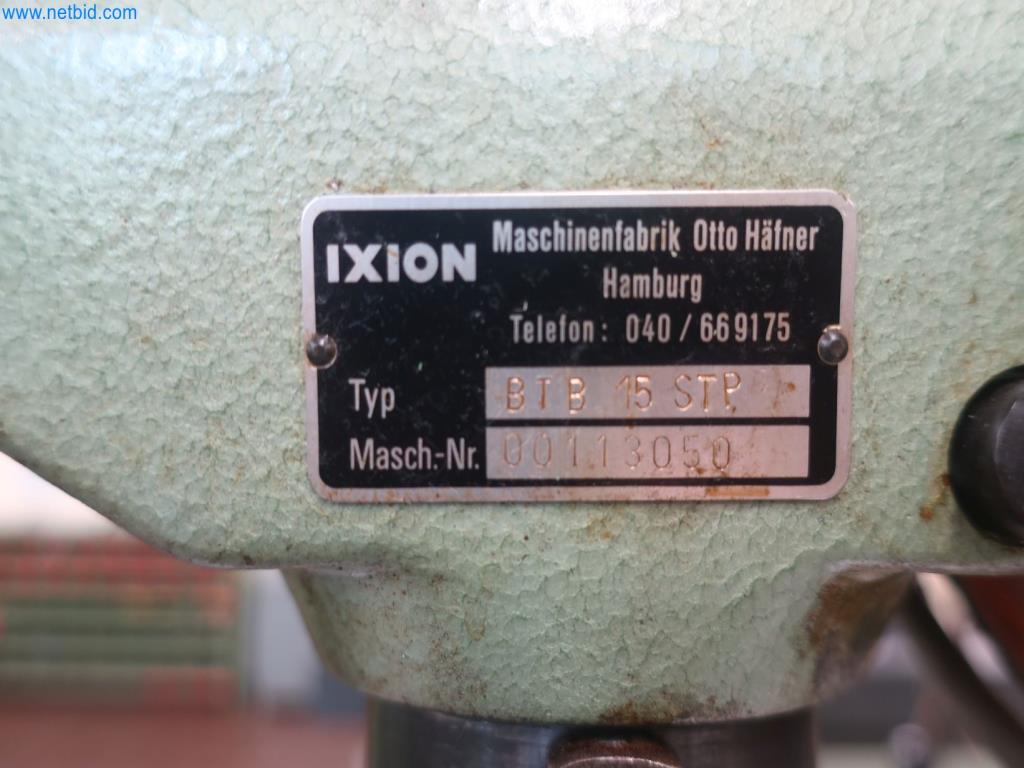 www.netbid.com
IXION
Maschinenfabrik Otto Häfner
Hamburg
Telefon: 040/669175
Typ BTB 15 STP.
Masch.-Nr. 00113050